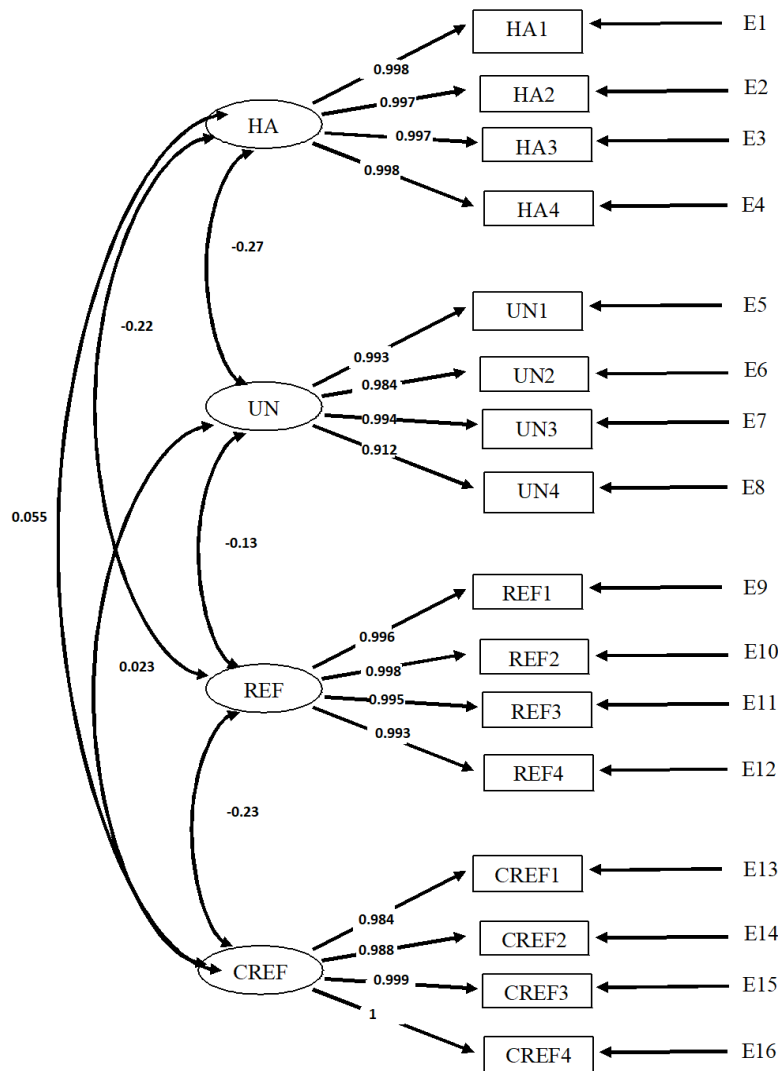 HA1
E1
0.998
HA2
E2
0.997
HA
HA3
E3
0.997
0.998
HA4
E4
-0.27
-0.22
UN1
E5
0.993
UN2
E6
0.984
UN
UN3
E7
0.994
0.912
UN4
E8
0.055
-0.13
REF1
E9
0.996
REF2
E10
0.998
0.023
REF
REF3
E11
0.995
0.993
REF4
E12
-0.23
CREF1
E13
0.984
CREF2
E14
0.988
CREF
CREF3
E15
0.999
1
CREF4
E16